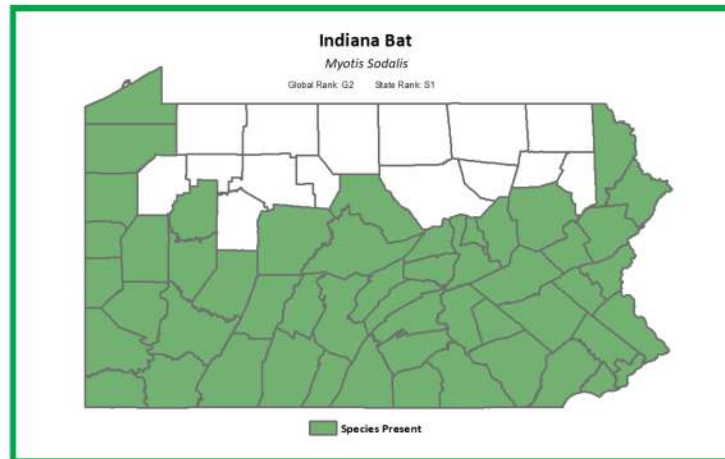 Indiana Bat
Myotis Sodalis
Global Rank: G2 State Rank: S1
Species Present